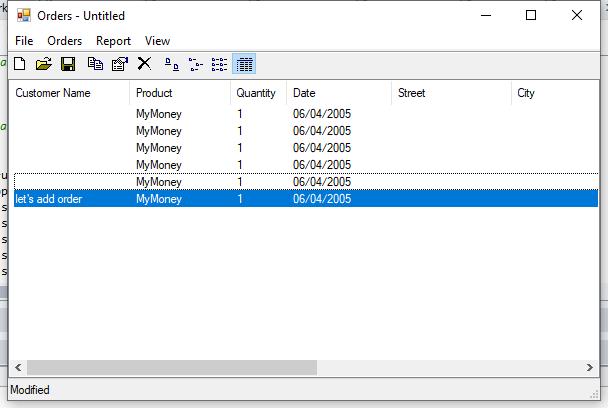 Orders - Untitled
File Orders Report View
Customer Name Product Quantity Date Street City
MyMoney 1 06/04/2005
MyMoney 1 06/04/2005
MyMoney 1 06/04/2005
MyMoney 1 06/04/2005
MyMoney 1 06/04/2005
let's add order MyMoney 1 06/04/2005
Modified